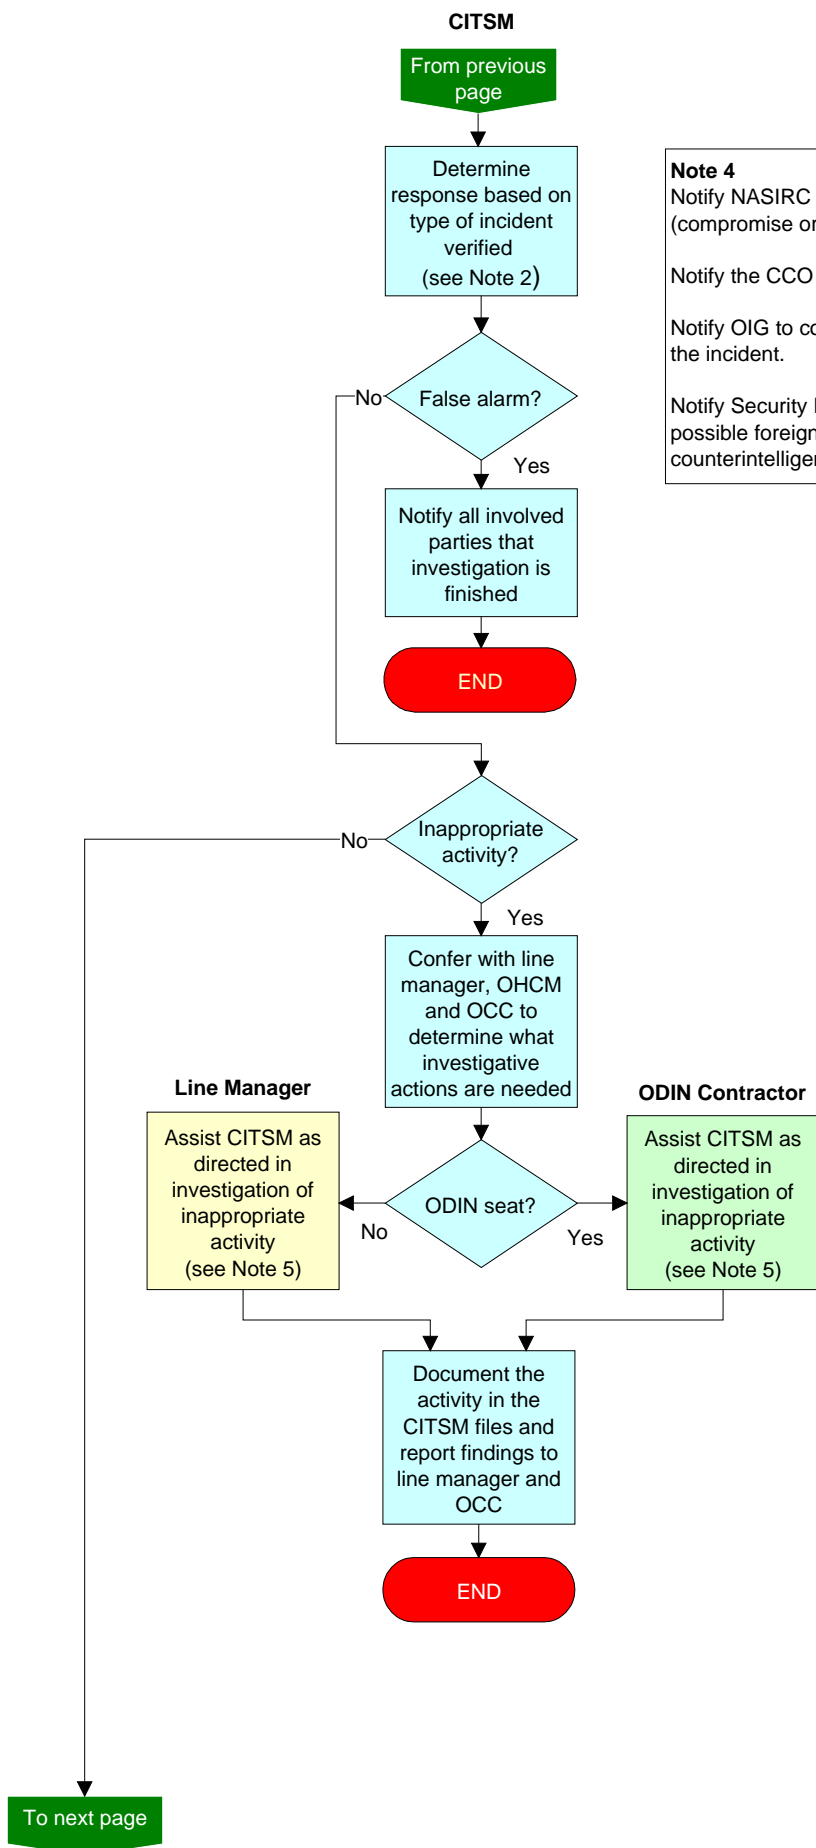 CITSM
From previous
page
Determine
response based on
type of incident
verified
(see Note 2)
Note 4
Notify NASIRC
(compromise or
Notify the CCO
Notify OIG to
the incident.
Notify Security
possible foreign
False alarm?
No
Yes
Notify all involved
parties that
investigation is
finished
END
Inappropriate
activity?
No
Yes
Confer with line
manager, OHCM
and OCC to
determine what
investigative
actions are needed
Line Manager
ODIN Contractor
Assist CITSM as
directed in
investigation of
inappropriate
activity
(see Note 5)
ODIN seat?
No
Yes
Assist CITSM as
directed in
investigation of
inappropriate
activity
(see Note 5)
Document the
activity in the
CITSM files and
report findings to
line manager and
OCC
END
To next page